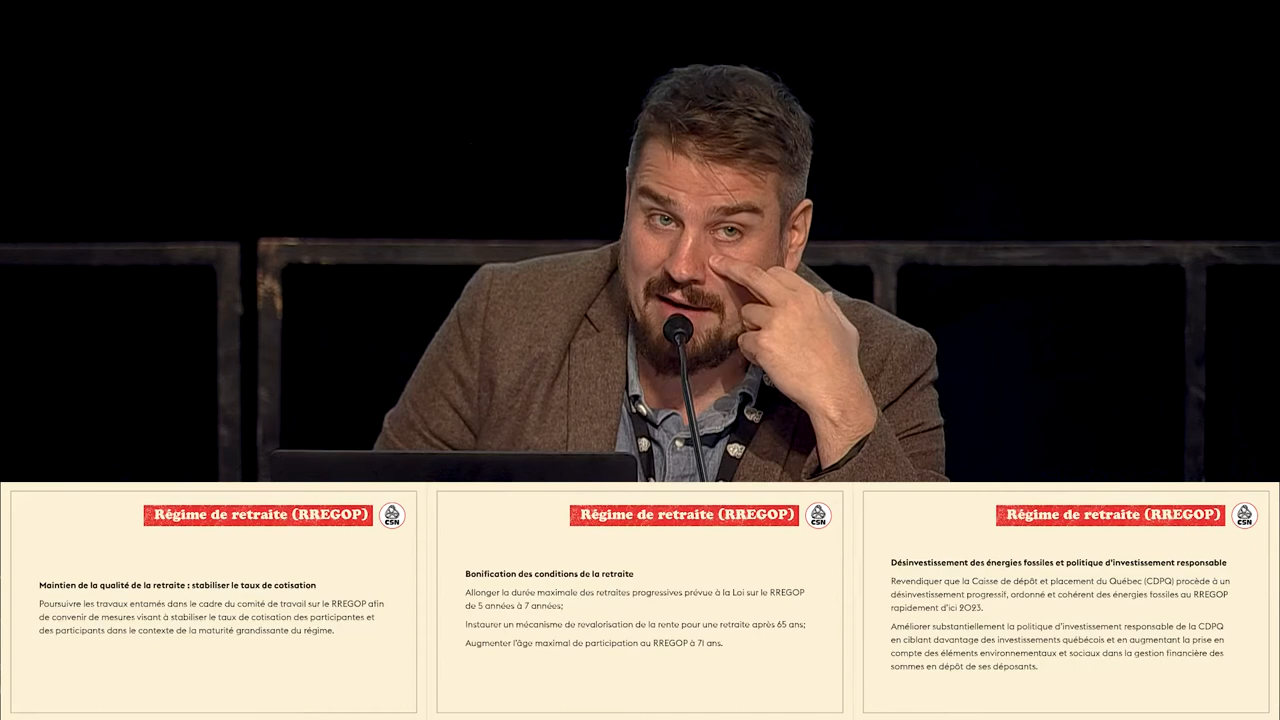 Régime de retraite (RREGOP)
CSN
Maintien de la qualité de la retraite : stabiliser le taux de cotisation
Poursuivre les travaux entamés dans le cadre du comité de travail sur le RREGOP afin
de convenir de mesures visant à stabiliser le taux de cotisation des participantes et
des participants dans le contexte de la maturité grandissante du régime.
Régime de retraite (RREGOP)
CSN
Bonification des conditions de la retraite
Allonger la durée maximale des retraites progressives prévue à la Loi sur le RREGOP
de 5 années à 7 années;
Instaurer un mécanisme de revalorisation de la rente pour une retraite après 65 ans;
Augmenter l'âge maximal de participation au RREGOP à 71 ans.
Régime de retraite (RREGOP)
CSN
Désinvestissement des énergies fossiles et politique d'investissement responsable
Revendiquer que la Caisse de dépôt et placement du Québec (CDPQ) procède à un
désinvestissement progressif, ordonné et cohérent des énergies fossiles au RREGOP
rapidement d'ici 2023.
Améliorer substantiellement la politique d'investissement responsable de la CDPQ
en ciblant davantage des investissements québécois et en augmentant la prise en
compte des éléments environnementaux et sociaux dans la gestion financière des
sommes en dépôt de ses déposants.